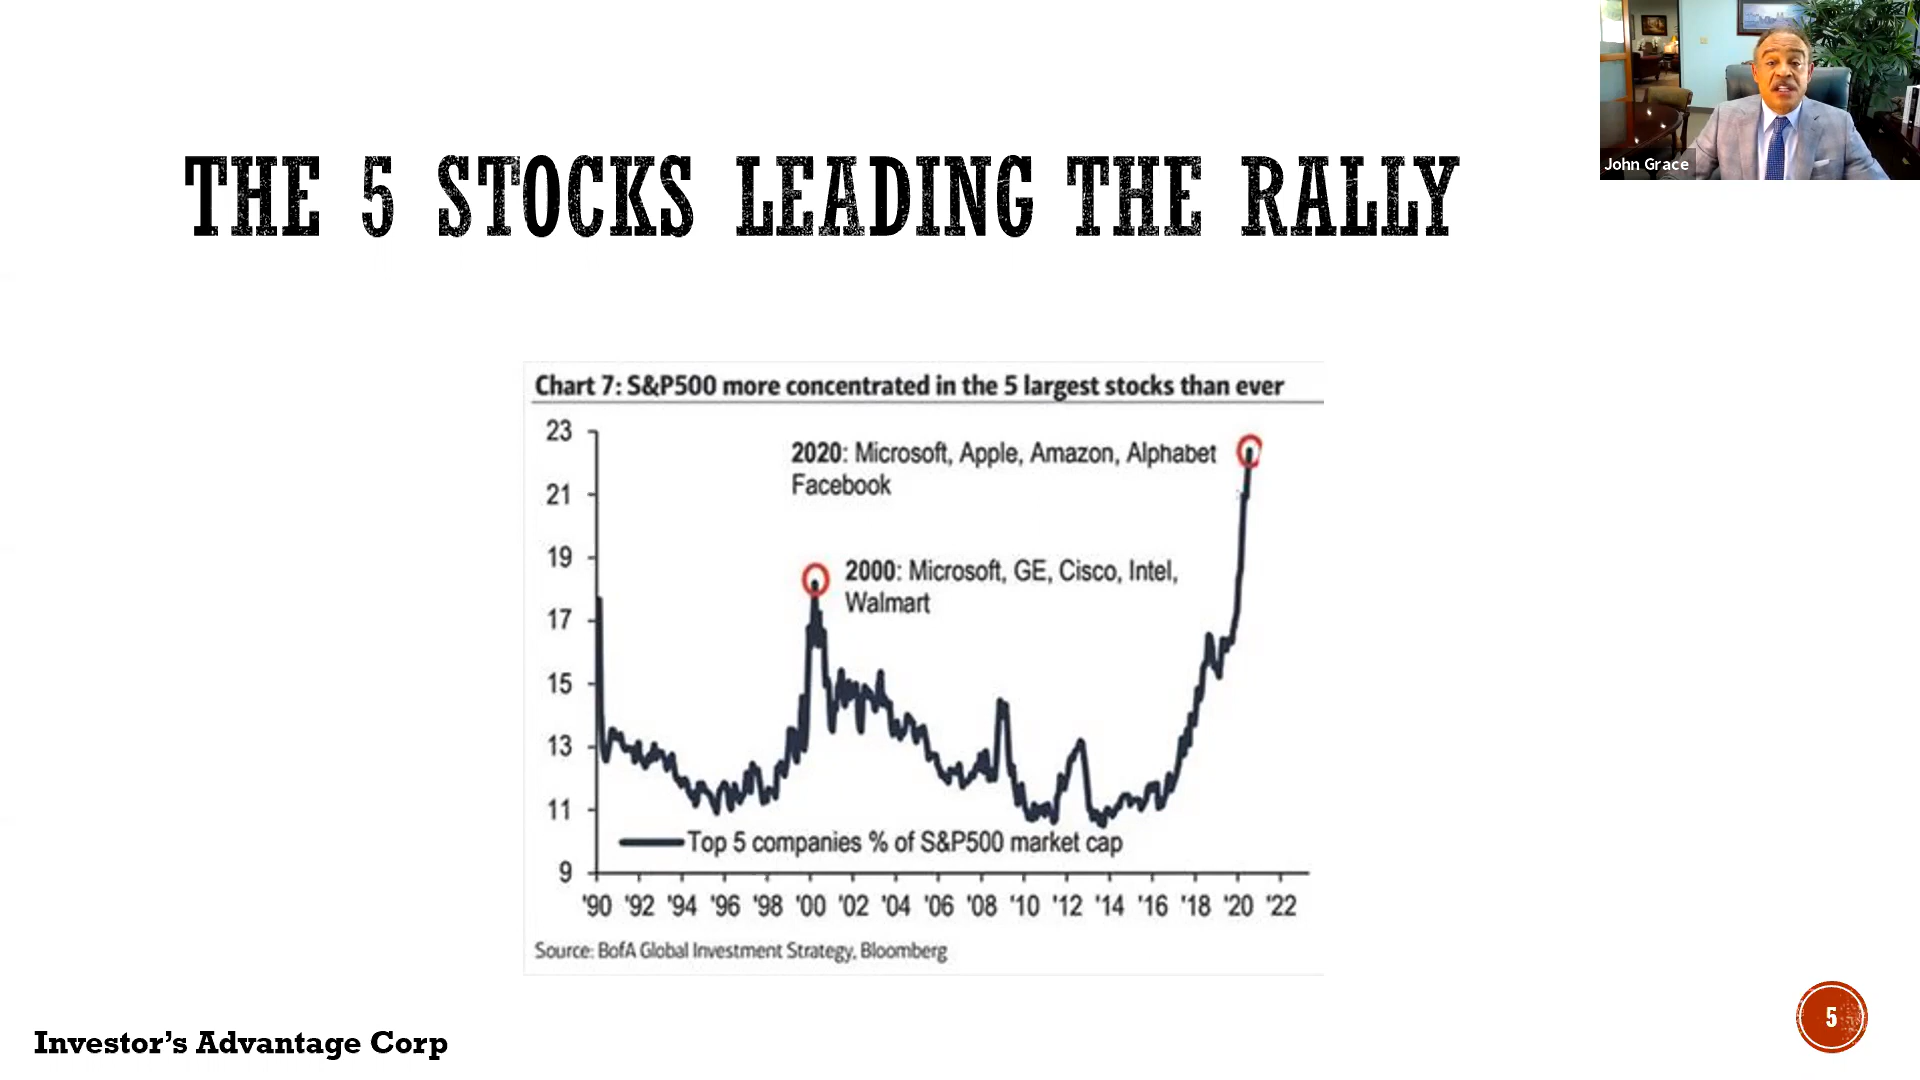 John Grace
THE 5 STOCKS LEADING THE RALLY
Chart 7: S&P500 more concentrated in the 5 largest stocks than ever
23
21
19
17
15
13
11
9
2020: Microsoft, Apple, Amazon, Alphabet
Facebook
2000: Microsoft, GE, Cisco, Intel,
Walmart
Top 5 companies % of S&P500 market cap
'90 '92 '94 '96 '98 '00 '02 '04 '06 '08 '10 '12 '14 '16 '18 '20 '22
Source: BofA Global Investment Strategy, Bloomberg
Investor's Advantage Corp
5